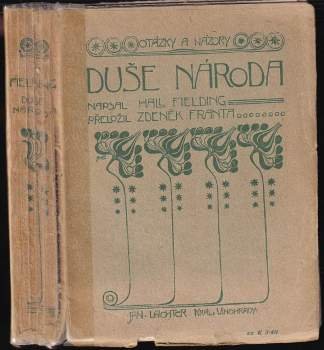 OTÁZKY A NÁZORY
DUŠE NÁRODA
NAPSAL HALL FIELDING
PŘELOŽIL ZDENĚK FRANTA
JAN LAICHTER KRÁL. VINOHRADY.
FIELDING
DUŠE
NÁRODA